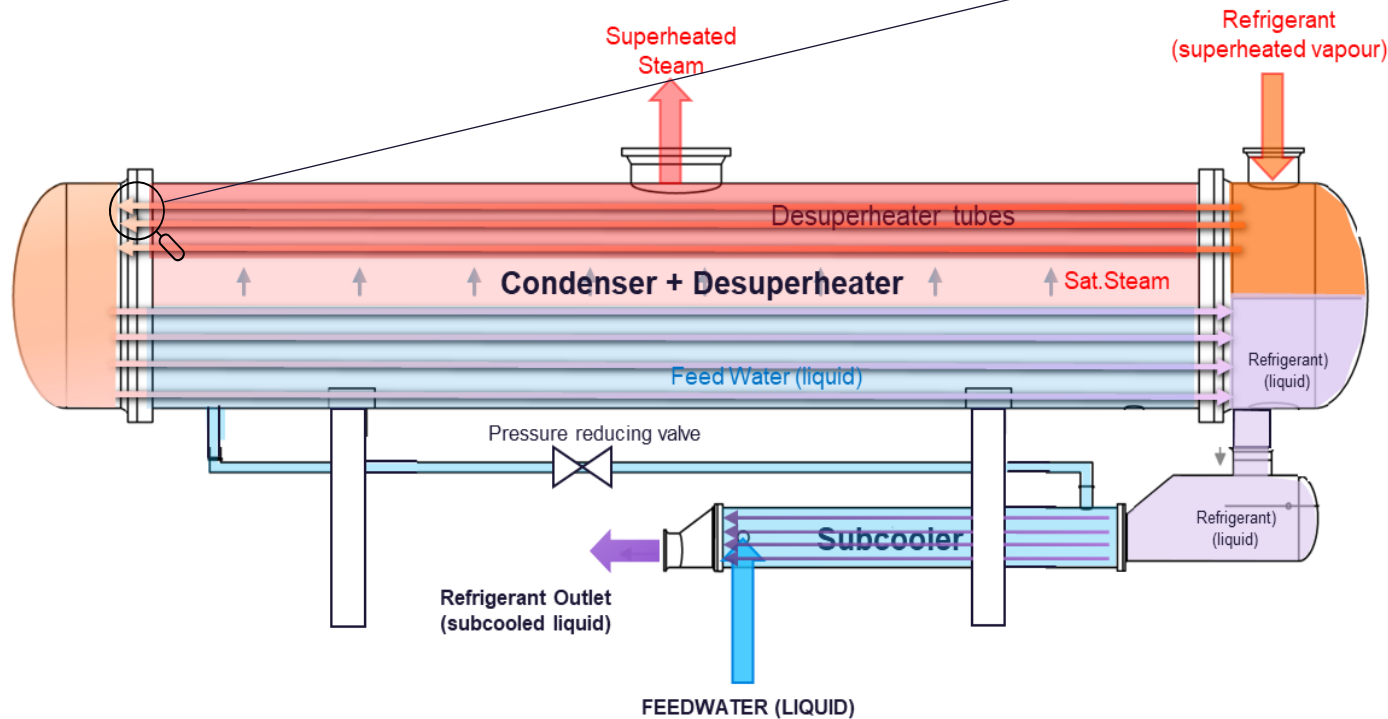 Superheated
Steam
Refrigerant
(superheated vapour)
Desuperheater tubes
Condenser + Desuperheater
Sat.Steam
Refrigerant)
(liquid)
Feed Water (liquid)
Pressure reducing valve
Refrigerant)
(liquid)
Subcooler
Refrigerant Outlet
(subcooled liquid)
FEEDWATER (LIQUID)